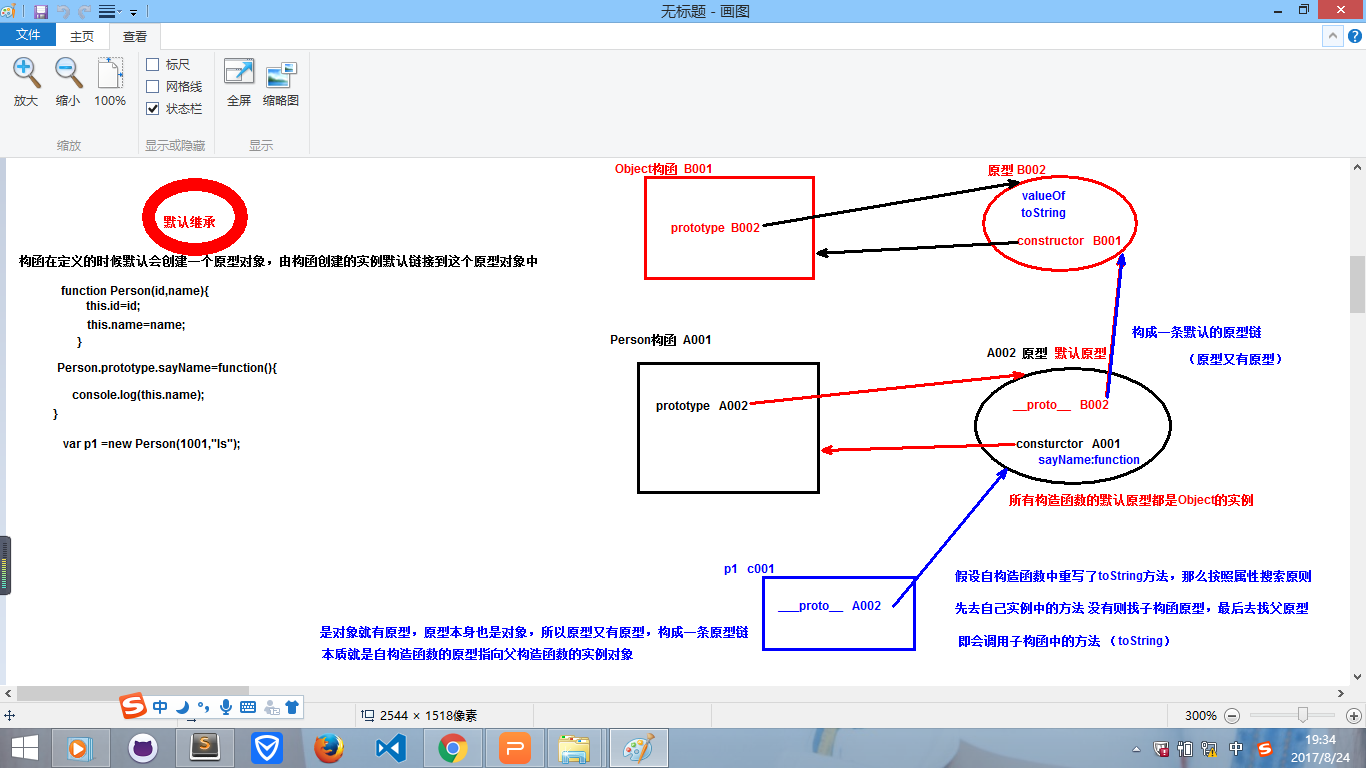 无标题 - 画图
文件
主页
查看
放大
缩小
100%
标尺
网格线
状态栏
全屏
缩略图
缩放
显示或隐藏
显示
默认继承
构函在定义的时候默认会创建一个原型对象，由构函创建的实例默认链接到这个原型对象中
function Person(id,name){
this.id=id;
this.name=name;
}
Person.prototype.sayName=function(){
console.log(this.name);
}
var p1 =new Person(1001,"ls");
Object构函 B001
prototype B002
原型 B002
valueOf
toString
constructor B001
构成一条默认的原型链
（原型又有原型）
Person构函 A001
prototype A002
A002 原型 默认原型
__proto__ B002
consturctor A001
sayName:function
所有构造函数的默认原型都是Object的实例
p1 c001
___proto__ A002
假设自构造函数中重写了toString方法，那么按照属性搜索原则
先去自己实例中的方法 没有则找子构函原型，最后去找父原型
即会调用子构函中的方法 （toString）
是对象就有原型，原型本身也是对象，所以原型又有原型，构成一条原型链
本质就是自构造函数的原型指向父构造函数的实例对象
中
2544 × 1518像素
300%
中
19:34
2017/8/24